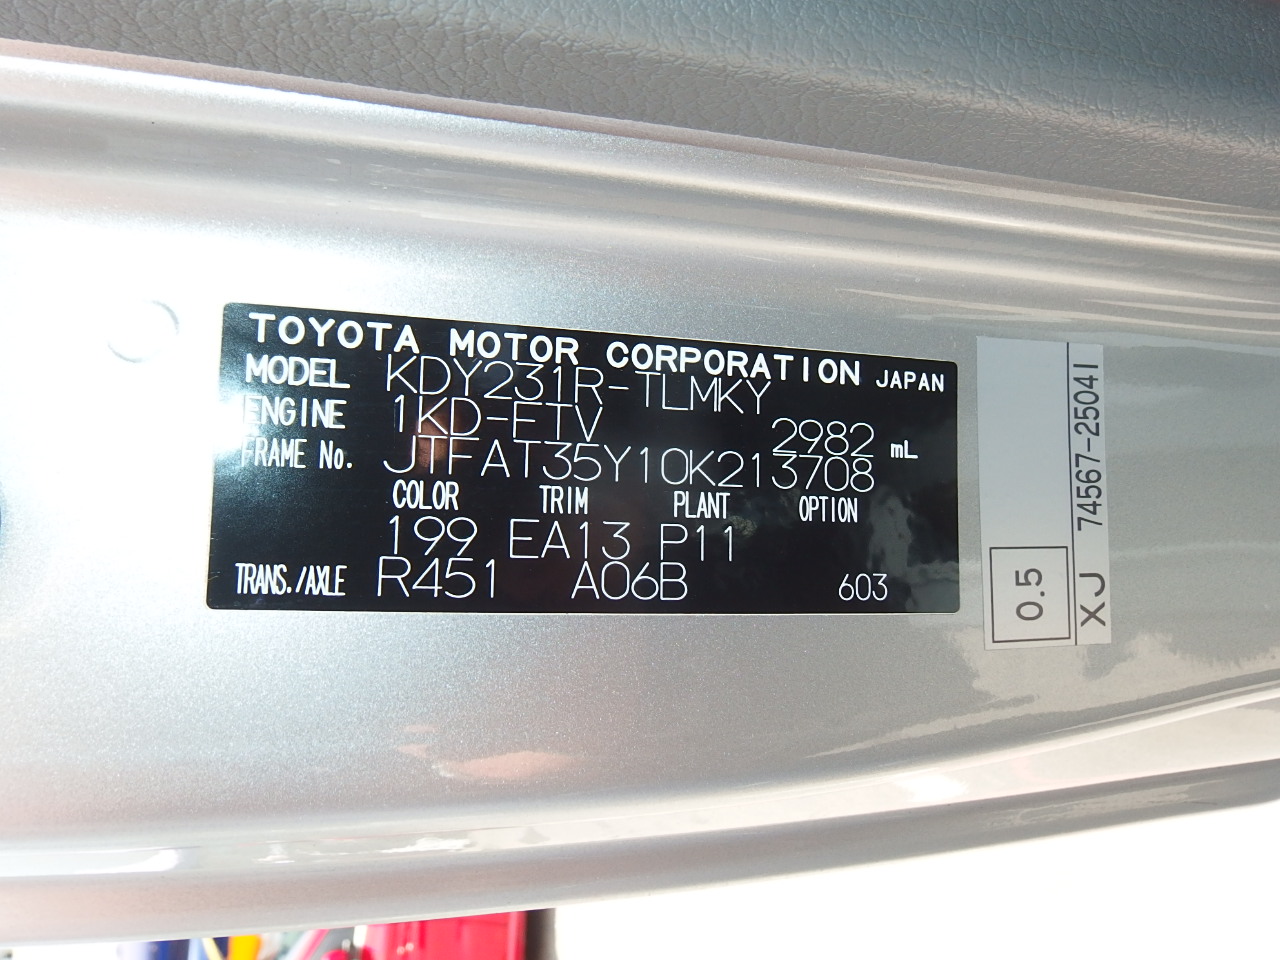 TOYOTA MOTOR CORPORATION JAPAN
MODEL KDY231R-TLMKY
ENGINE 1KD-FTV 2982 mL
FRAME No. JTFAT35Y10K213708
COLOR TRIM PLANT OPTION
199 EA13 P11
TRANS./AXLE R451 A06B 603
0.5
XJ 74567-25041